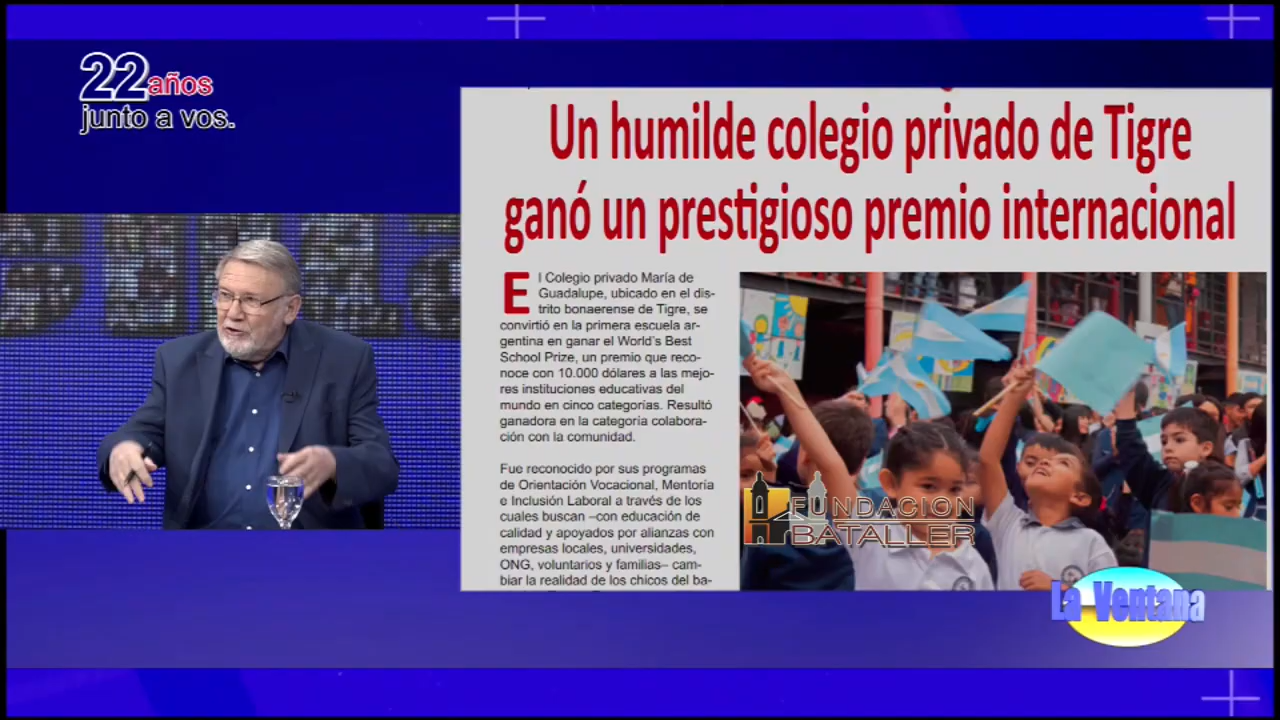 22años
junto a vos.
Un humilde colegio privado de Tigre
ganó un prestigioso premio internacional
El Colegio privado María de
Guadalupe, ubicado en el dis-
trito bonaerense de Tigre, se
convirtió en la primera escuela ar-
gentina en ganar el World's Best
School Prize, un premio que reco-
noce con 10.000 dólares a las mejo-
res instituciones educativas del
mundo en cinco categorías. Resultó
ganadora en la categoría colabora-
ción con la comunidad.
Fue reconocido por sus programas
de Orientación Vocacional, Mentoría
e Inclusión Laboral a través de los
cuales buscan –con educación de
calidad y apoyados por alianzas con
empresas locales, universidades,
ONG, voluntarios y familias– cam-
biar la realidad de los chicos del ba-
FUNDACION
BATALLER
La Ventana